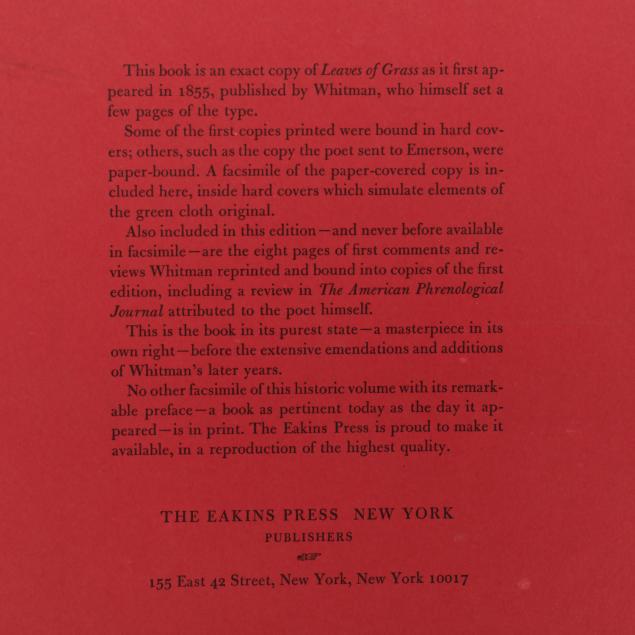 This book is an exact copy of Leaves of Grass as it first ap-
peared in 1855, published by Whitman, who himself set a
few pages of the type.
Some of the first copies printed were bound in hard cov-
ers; others, such as the copy the poet sent to Emerson, were
paper-bound. A facsimile of the paper-covered copy is in-
cluded here, inside hard covers which simulate elements of
the green cloth original.
Also included in this edition—and never before available
in facsimile—are the eight pages of first comments and re-
views Whitman reprinted and bound into copies of the first
edition, including a review in The American Phrenological
Journal attributed to the poet himself.
This is the book in its purest state—a masterpiece in its
own right—before the extensive emendations and additions
of Whitman's later years.
No other facsimile of this historic volume with its remark-
able preface—a book as pertinent today as the day it ap-
peared—is in print. The Eakins Press is proud to make it
available, in a reproduction of the highest quality.
THE EAKINS PRESS NEW YORK
PUBLISHERS
155 East 42 Street, New York, New York 10017